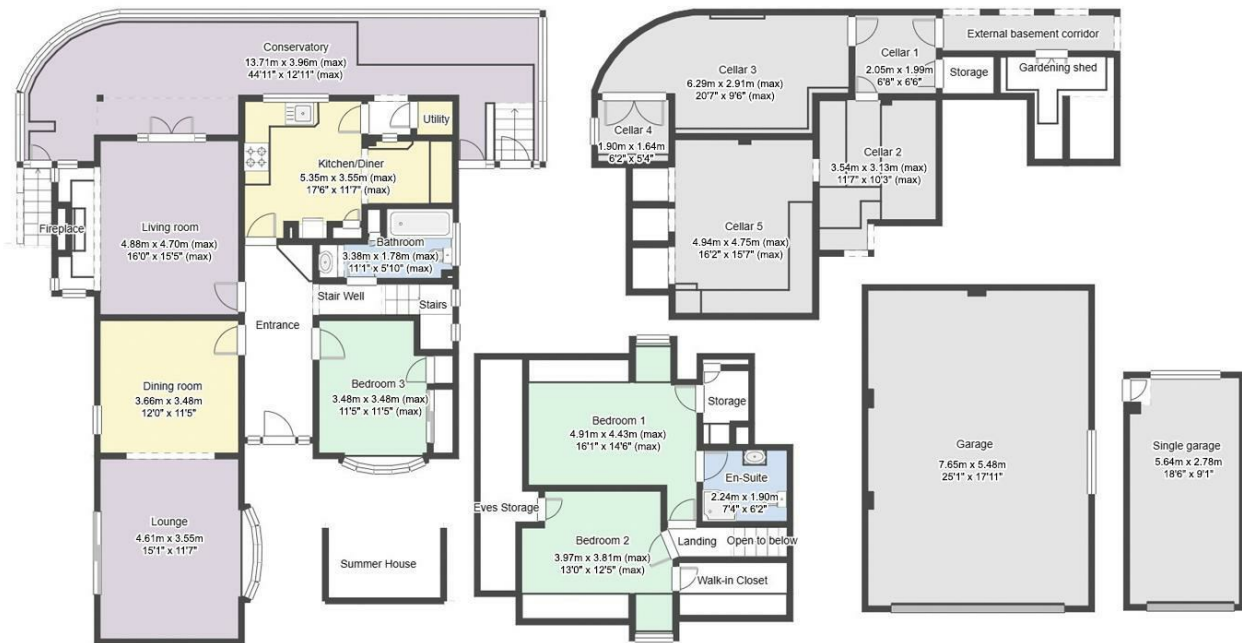 Conservatory
13.71m x 3.96m (max)
44'11" x 12'11" (max)
Utility
Kitchen/Diner
5.35m x 3.55m (max)
17'6" x 11'7" (max)
Living room
4.88m x 4.70m (max)
16'0" x 15'5" (max)
Fireplace
Bathroom
3.38m x 1.78m (max)
11'1" x 5'10" (max)
Stair Well
Stairs
Entrance
Dining room
3.66m x 3.48m
12'0" x 11'5"
Bedroom 3
3.48m x 3.48m (max)
11'5" x 11'5" (max)
Lounge
4.61m x 3.55m
15'1" x 11'7"
Summer House
External basement corridor
Cellar 1
2.05m x 1.99m
6'8" x 6'6"
Storage
Gardening shed
Cellar 3
6.29m x 2.91m (max)
20'7" x 9'6" (max)
Cellar 4
1.90m x 1.64m
6'2" x 5'4"
Cellar 2
3.54m x 3.13m (max)
11'7" x 10'3" (max)
Cellar 5
4.94m x 4.75m (max)
16'2" x 15'7" (max)
Bedroom 1
4.91m x 4.43m (max)
16'1" x 14'6" (max)
Storage
En-Suite
2.24m x 1.90m
7'4" x 6'2"
Eves Storage
Bedroom 2
3.97m x 3.81m (max)
13'0" x 12'5" (max)
Landing
Open to below
Walk-in Closet
Garage
7.65m x 5.48m
25'1" x 17'11"
Single garage
5.64m x 2.78m
18'6" x 9'1"